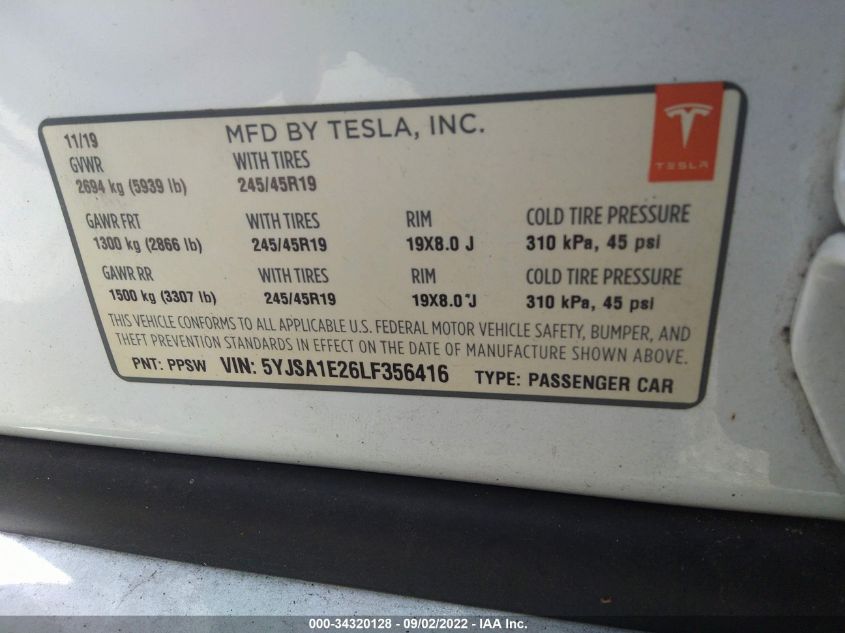 11/19 MFD BY TESLA, INC.
TESLA
GVWR WITH TIRES
2694 kg (5939 lb) 245/45R19
GAWR FRT WITH TIRES RIM COLD TIRE PRESSURE
1300 kg (2866 lb) 245/45R19 19X8.0 J 310 kPa, 45 psi
GAWR RR WITH TIRES RIM COLD TIRE PRESSURE
1500 kg (3307 lb) 245/45R19 19X8.0 J 310 kPa, 45 psi
THIS VEHICLE CONFORMS TO ALL APPLICABLE U.S. FEDERAL MOTOR VEHICLE SAFETY, BUMPER, AND
THEFT PREVENTION STANDARDS IN EFFECT ON THE DATE OF MANUFACTURE SHOWN ABOVE.
PNT: PPSW VIN: 5YJSA1E26LF356416 TYPE: PASSENGER CAR
000-34320128 - 09/02/2022 - IAA Inc.